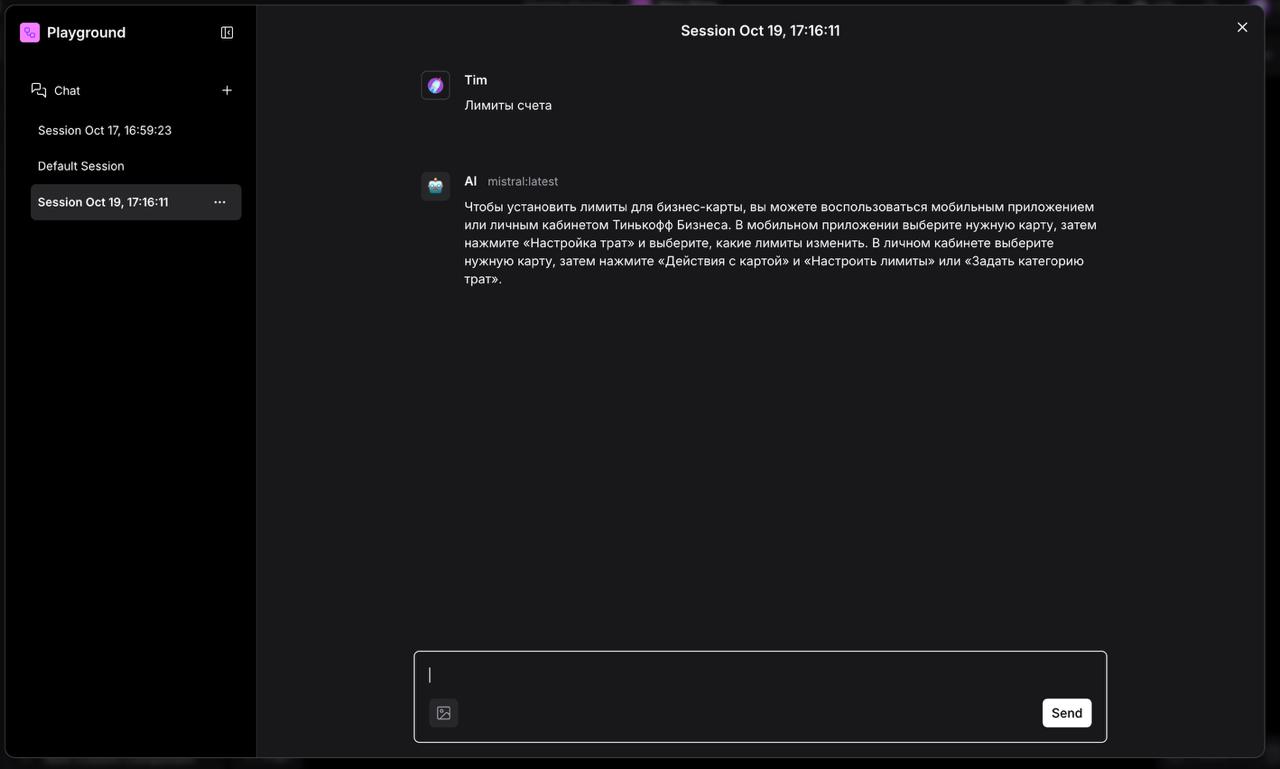 Playground
Chat
Session Oct 17, 16:59:23
Default Session
Session Oct 19, 17:16:11
Session Oct 19, 17:16:11
Tim
Лимиты счета
AI mistral:latest
Чтобы установить лимиты для бизнес-карты, вы можете воспользоваться мобильным приложением
или личным кабинетом Тинькофф Бизнеса. В мобильном приложении выберите нужную карту, затем
нажмите «Настройка трат» и выберите, какие лимиты изменить. В личном кабинете выберите
нужную карту, затем нажмите «Действия с картой» и «Настроить лимиты» или «Задать категорию
трат».
Send